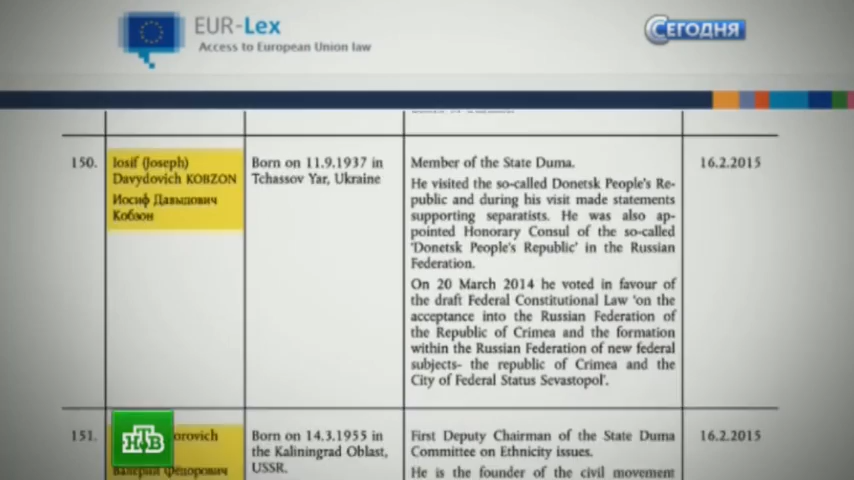 EUR-Lex
Access to European Union law
СЕГОДНЯ
150.
Iosif (Joseph)
Davydovich KOBZON
Иосиф Давыдович
Кобзон
Born on 11.9.1937 in
Tchassov Yar, Ukraine
Member of the State Duma.
He visited the so-called Donetsk People's Re-
public and during his visit made statements
supporting separatists. He was also ap-
pointed Honorary Consul of the so-called
'Donetsk People's Republic' in the Russian
Federation.
On 20 March 2014 he voted in favour of
the draft Federal Constitutional Law 'on the
acceptance into the Russian Federation of
the Republic of Crimea and the formation
within the Russian Federation of new federal
subjects- the republic of Crimea and the
City of Federal Status Sevastopol'.
16.2.2015
151.
orovich
Валерий Фёдорович
Born on 14.3.1955 in
the Kaliningrad Oblast,
USSR.
First Deputy Chairman of the State Duma
Committee on Ethnicity issues.
He is the founder of the civil movement
16.2.2015
НТВ